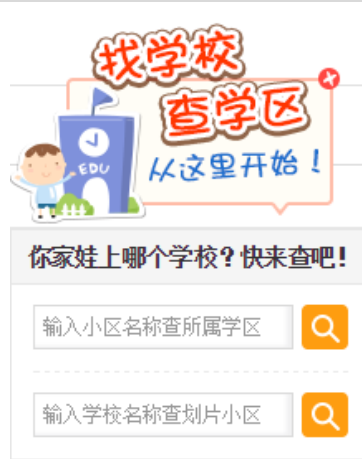 找学校
查学区
从这里开始！
EDU
你家娃上哪个学校？快来查吧！
输入小区名称查所属学区
输入学校名称查划片小区